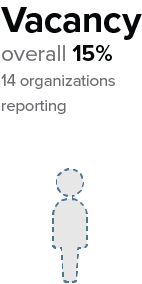 Vacancy
overall 15%
14 organizations
reporting